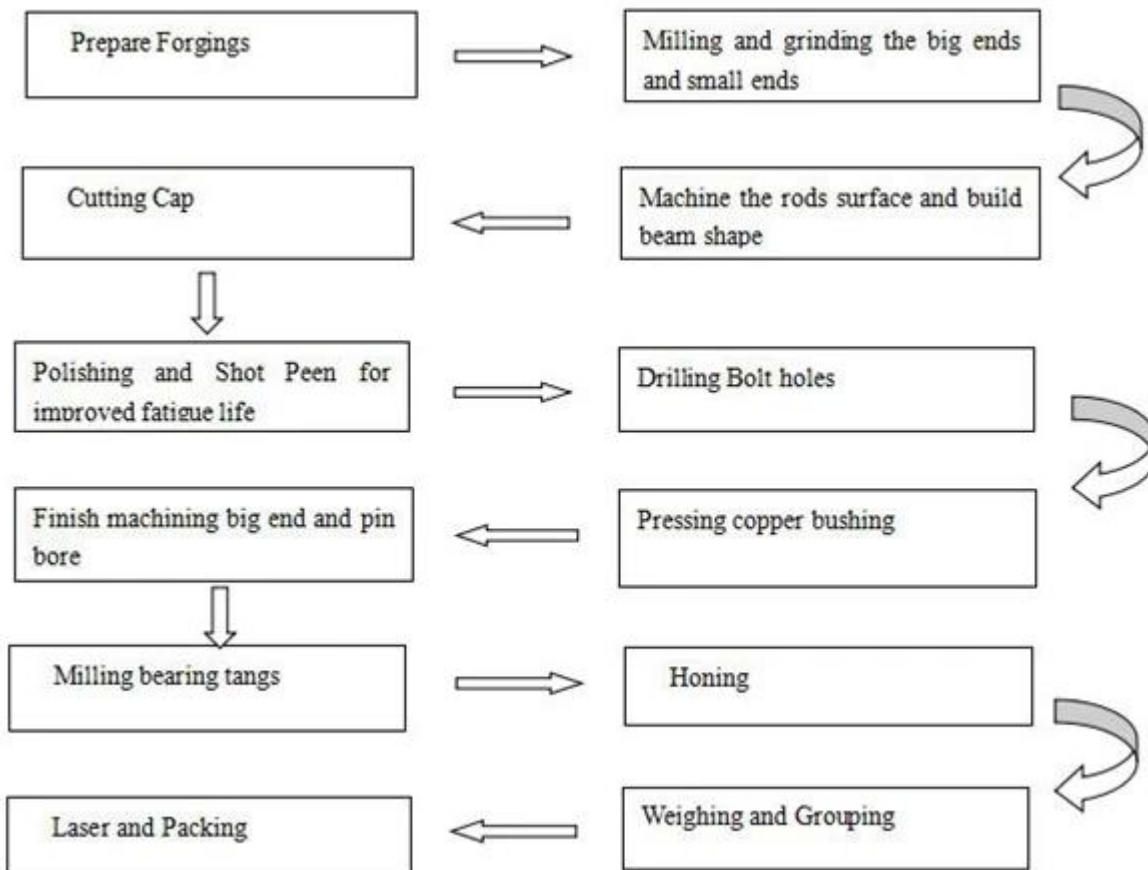 Prepare Forgings
Milling and grinding the big ends
and small ends
Machine the rods surface and build
beam shape
Cutting Cap
Polishing and Shot Peen for
improved fatigue life
Drilling Bolt holes
Pressing copper bushing
Finish machining big end and pin
bore
Milling bearing tangs
Honing
Weighing and Grouping
Laser and Packing